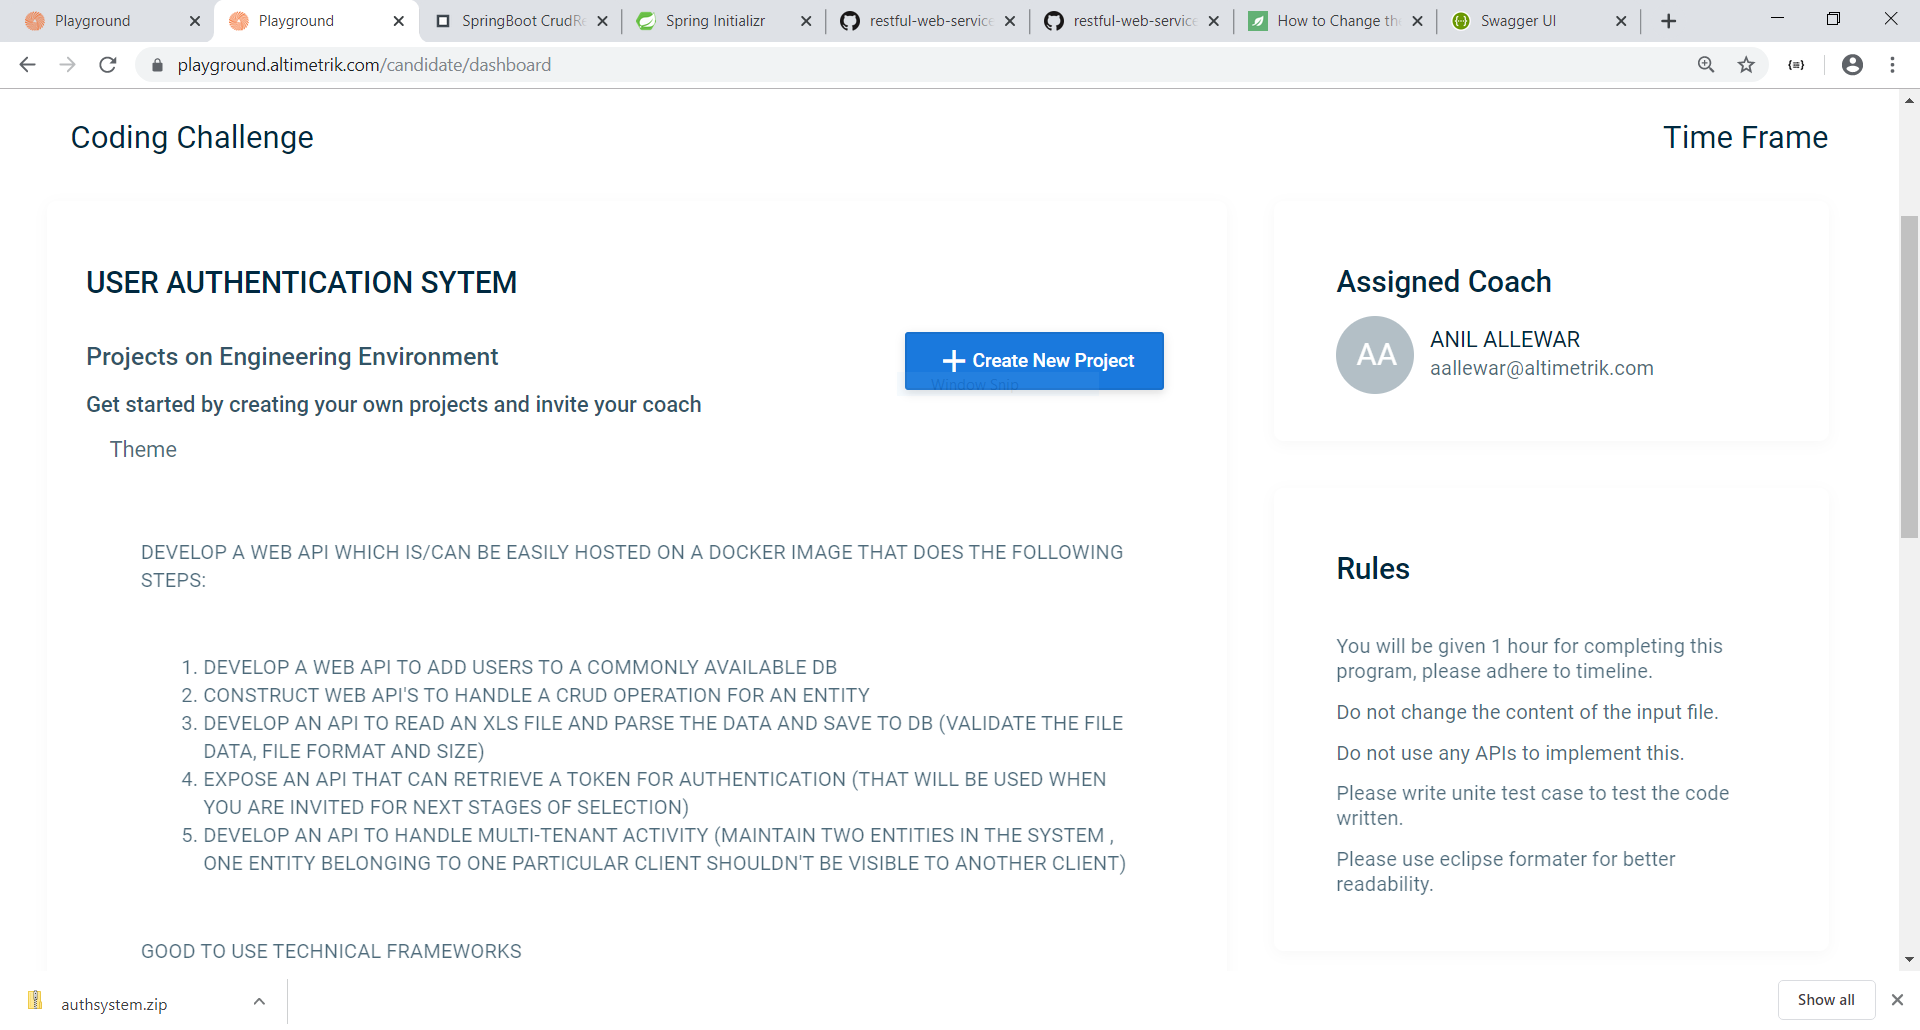 Playground
Playground
SpringBoot CrudRe
Spring Initializr
restful-web-service
restful-web-service
How to Change the
Swagger UI
playground.altimetrik.com/candidate/dashboard
Coding Challenge
Time Frame
USER AUTHENTICATION SYTEM
Projects on Engineering Environment
Create New Project
Window Snip
Get started by creating your own projects and invite your coach
Theme
DEVELOP A WEB API WHICH IS/CAN BE EASILY HOSTED ON A DOCKER IMAGE THAT DOES THE FOLLOWING
STEPS:
1. DEVELOP A WEB API TO ADD USERS TO A COMMONLY AVAILABLE DB
2. CONSTRUCT WEB API'S TO HANDLE A CRUD OPERATION FOR AN ENTITY
3. DEVELOP AN API TO READ AN XLS FILE AND PARSE THE DATA AND SAVE TO DB (VALIDATE THE FILE
DATA, FILE FORMAT AND SIZE)
4. EXPOSE AN API THAT CAN RETRIEVE A TOKEN FOR AUTHENTICATION (THAT WILL BE USED WHEN
YOU ARE INVITED FOR NEXT STAGES OF SELECTION)
5. DEVELOP AN API TO HANDLE MULTI-TENANT ACTIVITY (MAINTAIN TWO ENTITIES IN THE SYSTEM ,
ONE ENTITY BELONGING TO ONE PARTICULAR CLIENT SHOULDN'T BE VISIBLE TO ANOTHER CLIENT)
GOOD TO USE TECHNICAL FRAMEWORKS
Assigned Coach
AA
ANIL ALLEWAR
aallewar@altimetrik.com
Rules
You will be given 1 hour for completing this
program, please adhere to timeline.
Do not change the content of the input file.
Do not use any APIs to implement this.
Please write unite test case to test the code
written.
Please use eclipse formater for better
readability.
authsystem.zip
Show all